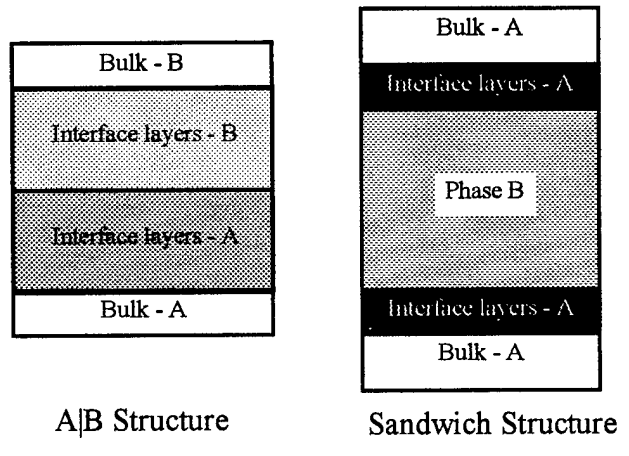 Bulk - B
Interface layers - B
Interface layers - A
Bulk - A
A|B Structure
Bulk - A
Interface layers - A
Phase B
Interface layers - A
Bulk - A
Sandwich Structure